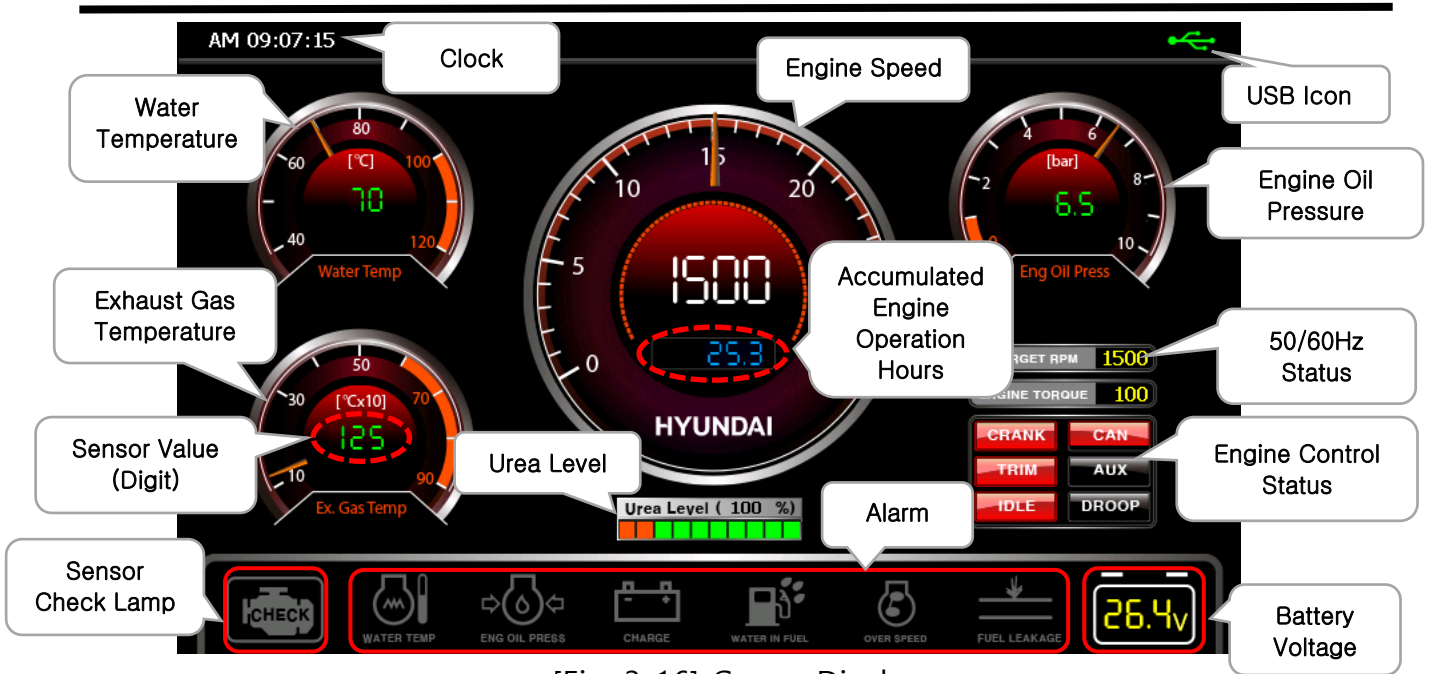 AM 09:07:15
Clock
Engine Speed
USB Icon
Water
Temperature
80
60
100
[℃]
70
40
120
Water Temp
15
10
20
5
0
1500
25.3
HYUNDAI
4
6
2
8
[bar]
6.5
10
Eng Oil Press
Engine Oil
Pressure
Accumulated
Engine
Operation
Hours
Exhaust Gas
Temperature
50
30
70
[℃x10]
125
10
90
Ex. Gas Temp
Sensor Value
(Digit)
RGET RPM 1500
ENGINE TORQUE 100
50/60Hz
Status
CRANK CAN
TRIM AUX
IDLE DROOP
Engine Control
Status
Urea Level
Urea Level ( 100 %)
Alarm
Sensor
Check Lamp
CHECK
WATER TEMP
ENG OIL PRESS
CHARGE
WATER IN FUEL
OVER SPEED
FUEL LEAKAGE
26.4v
Battery
Voltage